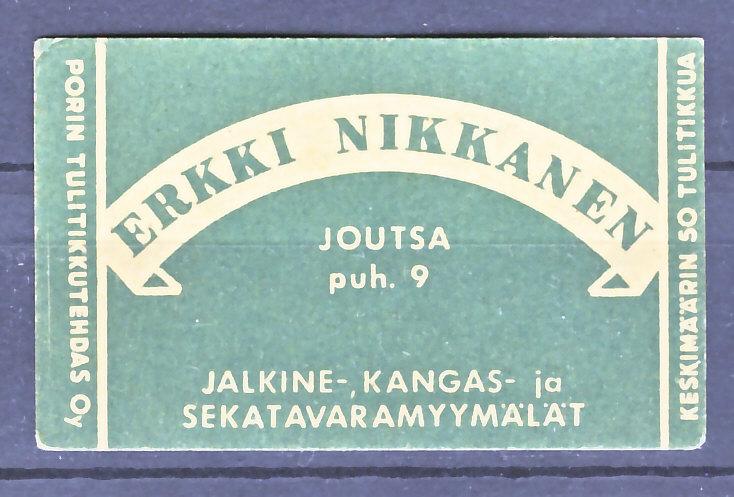 PORIN TULITIKKUTEHDAS Oy
ERKKI NIKKANEN
JOUTSA
puh. 9
JALKINE-, KANGAS- ja
SEKATAVARAMYYMÄLÄT
KESKIMÄÄRIN 50 TULITIKKUA